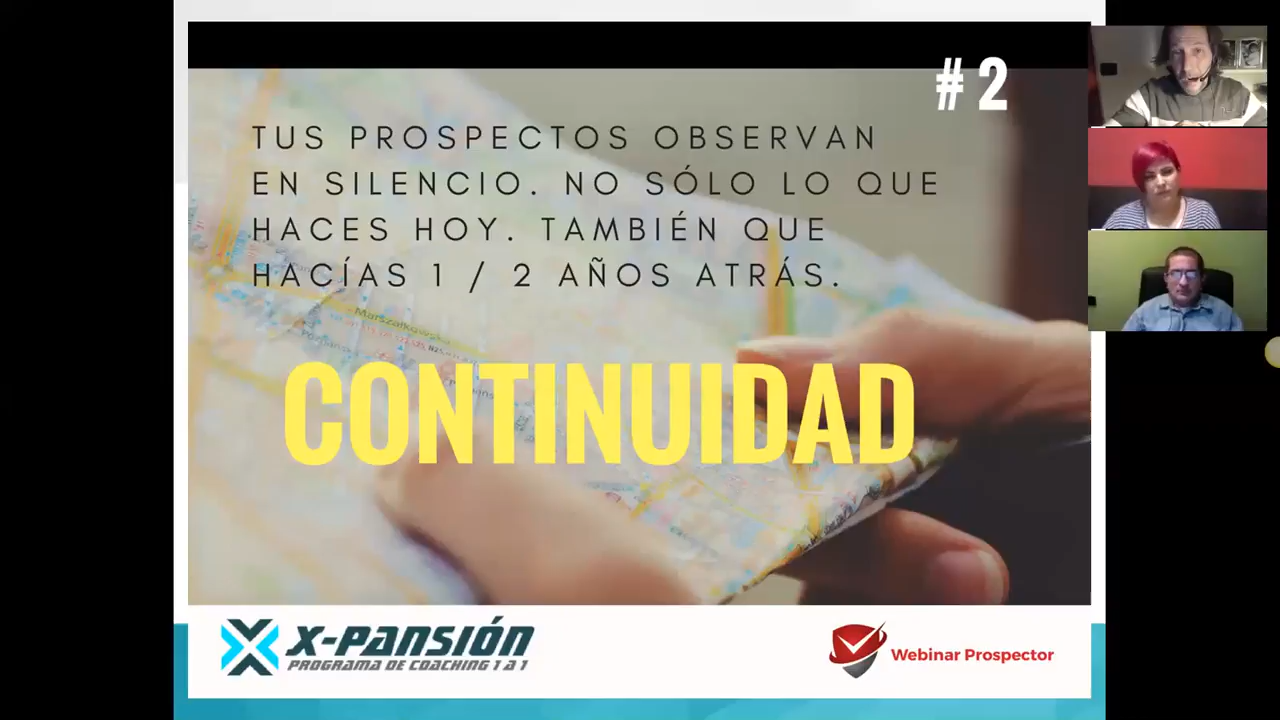 # 2
TUS PROSPECTOS OBSERVAN
EN SILENCIO. NO SÓLO LO QUE
HACES HOY. TAMBIÉN QUE
HACÍAS 1 / 2 AÑOS ATRÁS.
Marszałkowska
CONTINUIDAD
X-PANSIÓN
PROGRAMA DE COACHING 1 A 1
Webinar Prospector